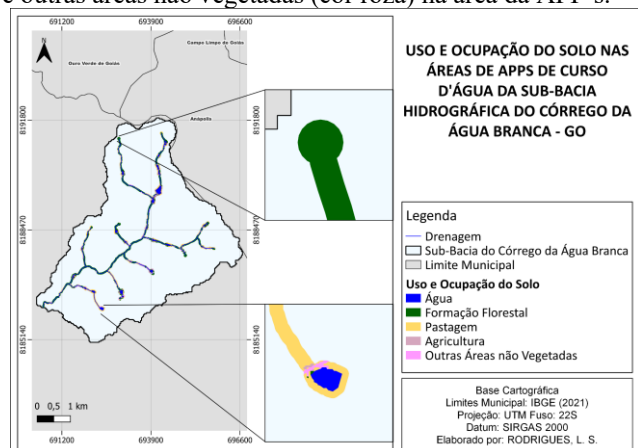 e outras áreas não vegetadas (cor roza) na área da APP's.
691200 693900 696600
Campo Limpo de Goiás
Ouro Verde de Goiás
Anápolis
8191800
8191800
8188470
8188470
8185140
8185140
0 0,5 1 km
691200 693900 696600
USO E OCUPAÇÃO DO SOLO NAS
ÁREAS DE APPS DE CURSO
D'ÁGUA DA SUB-BACIA
HIDROGRÁFICA DO CÓRREGO DA
ÁGUA BRANCA - GO
Legenda
Drenagem
Sub-Bacia do Córrego da Água Branca
Limite Municipal
Uso e Ocupação do Solo
Água
Formação Florestal
Pastagem
Agricultura
Outras Áreas não Vegetadas
Base Cartográfica
Limites Municipal: IBGE (2021)
Projeção: UTM Fuso: 22S
Datum: SIRGAS 2000
Elaborado por: RODRIGUES, L. S.